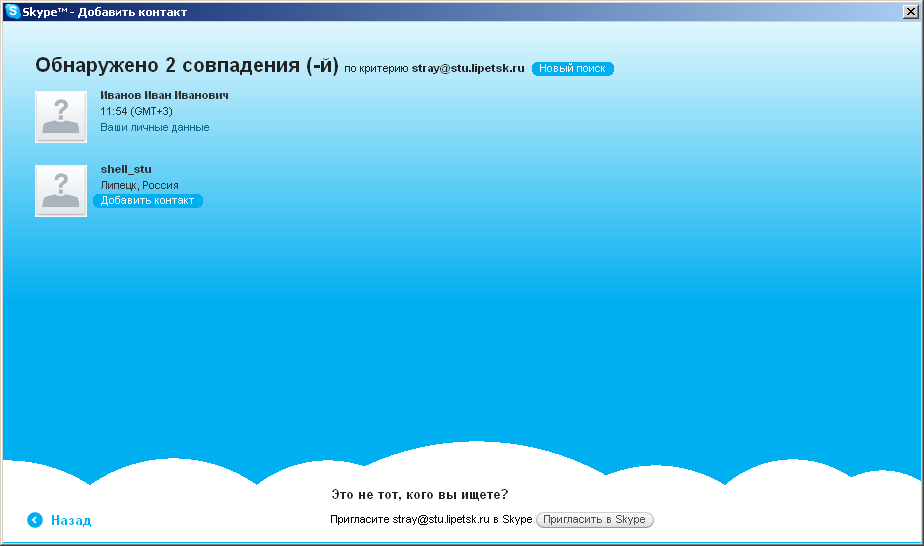 Skype™ - Добавить контакт
Обнаружено 2 совпадения (-й) по критерию stray@stu.lipetsk.ru Новый поиск
Иванов Иван Иванович
11:54 (GMT+3)
Ваши личные данные
shell_stu
Липецк, Россия
Добавить контакт
Это не тот, кого вы ищете?
Назад
Пригласите stray@stu.lipetsk.ru в Skype Пригласить в Skype